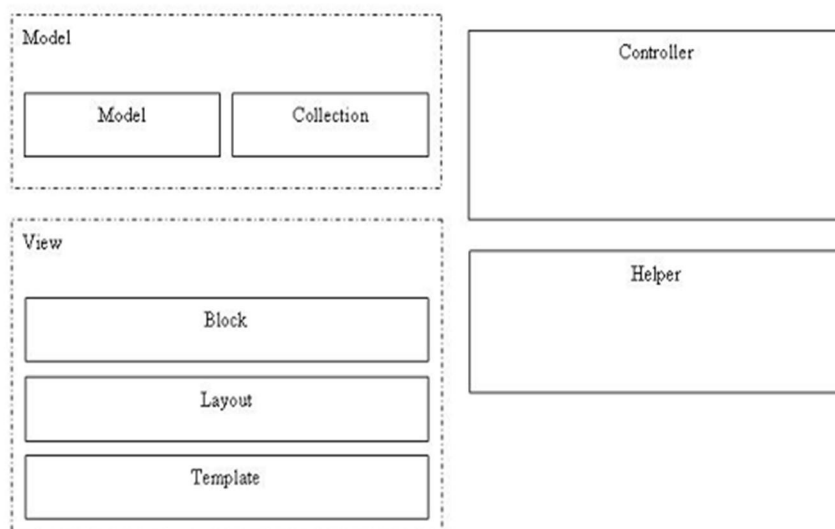 Model
Model
Collection
View
Block
Layout
Template
Controller
Helper